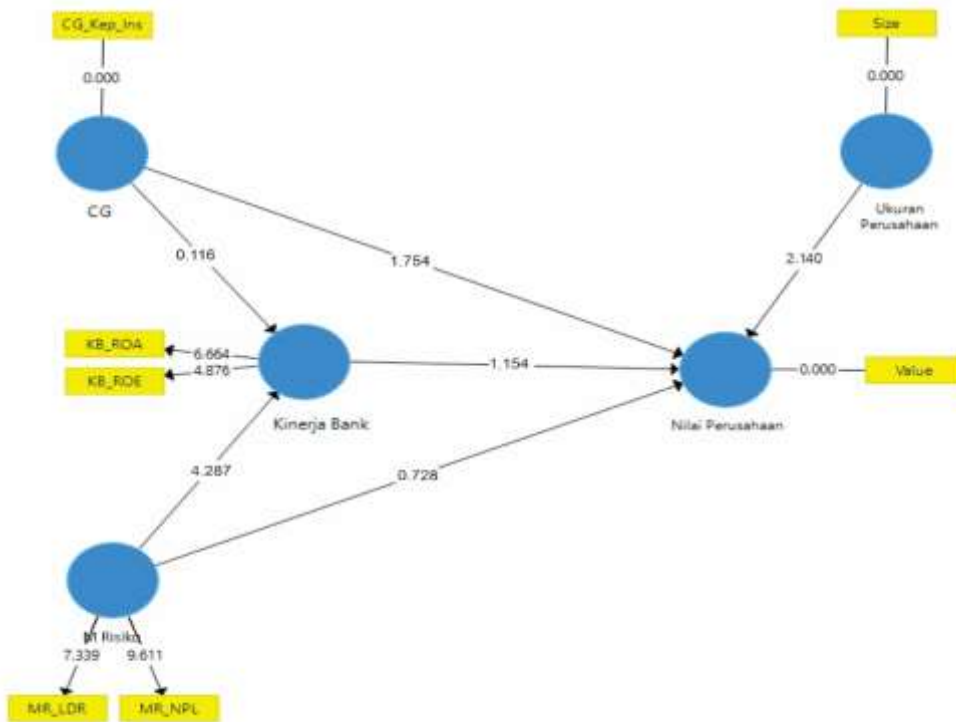 CG_Kep_Ins
Size
0.000
0.000
CG
Ukuran
Perusahaan
0.116
1.754
2.140
KB_ROA
6.664
KB_ROE
4.876
1.154
0.000
Value
Kinerja Bank
Nilai Perusahaan
4.287
0.728
M Risiko
7.339
9.611
MR_LDR
MR_NPL